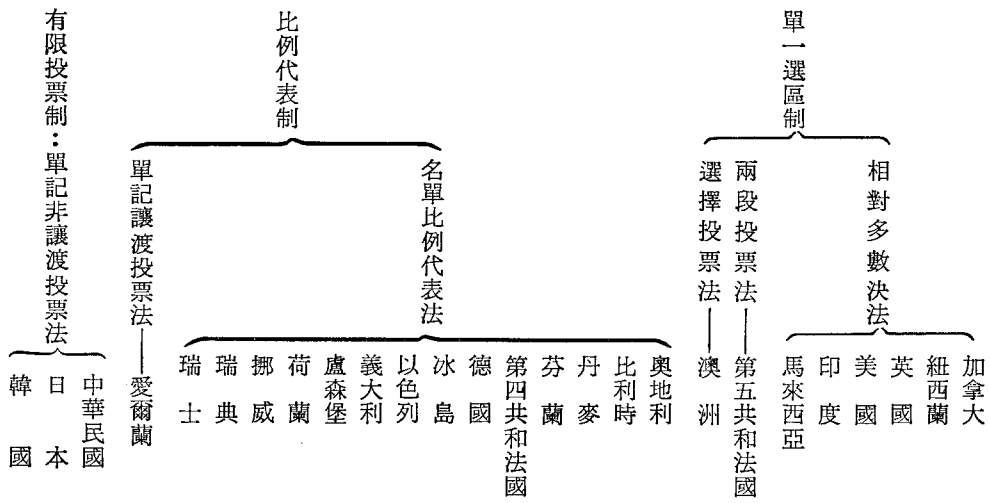 單一選區制
相對多數決法
加拿大
紐西蘭
英國
美國
印度
馬來西亞
兩段投票法——第五共和法國
選擇投票法——澳洲
比例代表制
名單比例代表法
奧地利
比利時
丹麥
芬蘭
第四共和法國
德國
冰島
以色列
義大利
盧森堡
荷蘭
挪威
瑞典
瑞士
單記讓渡投票法——愛爾蘭
有限投票制：單記非讓渡投票法
中華民國
日本
韓國